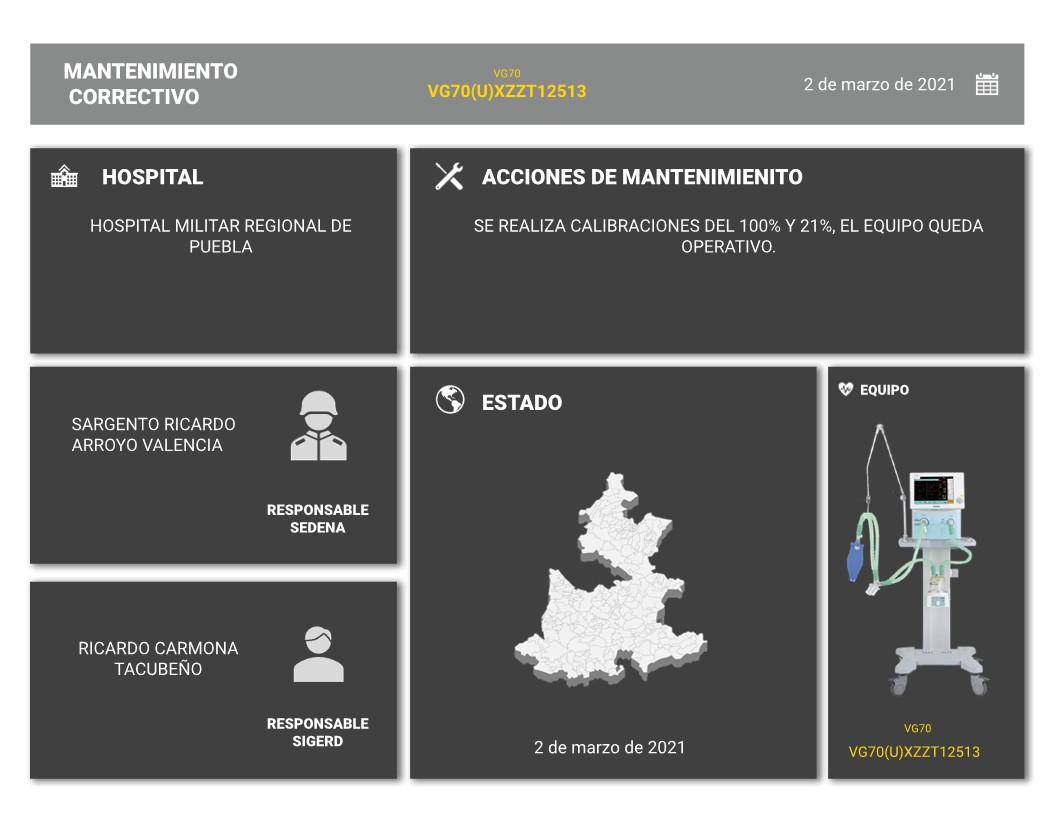 MANTENIMIENTO
CORRECTIVO
VG70
VG70(U)XZZT12513
2 de marzo de 2021
HOSPITAL
HOSPITAL MILITAR REGIONAL DE
PUEBLA
ACCIONES DE MANTENIMIENITO
SE REALIZA CALIBRACIONES DEL 100% Y 21%, EL EQUIPO QUEDA
OPERATIVO.
SARGENTO RICARDO
ARROYO VALENCIA
RESPONSABLE
SEDENA
RICARDO CARMONA
TACUBEÑO
RESPONSABLE
SIGERD
ESTADO
2 de marzo de 2021
EQUIPO
VG70
VG70(U)XZZT12513